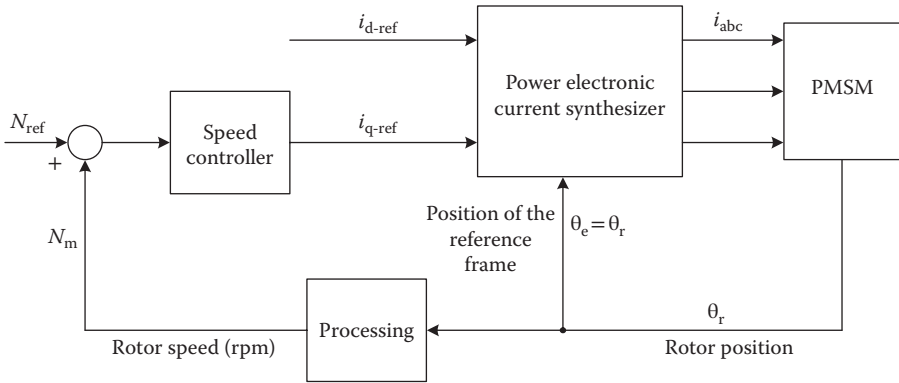 i_d-ref
i_abc
Power electronic
current synthesizer
PMSM
N_ref
+
Speed
controller
i_q-ref
N_m
Position of the
reference
frame
θ_e = θ_r
Processing
θ_r
Rotor speed (rpm)
Rotor position